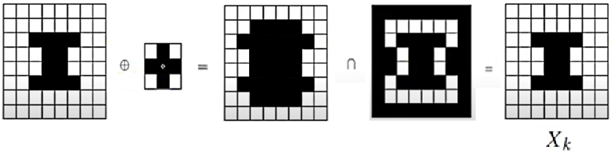 ⊕ = ∩ =
X_k